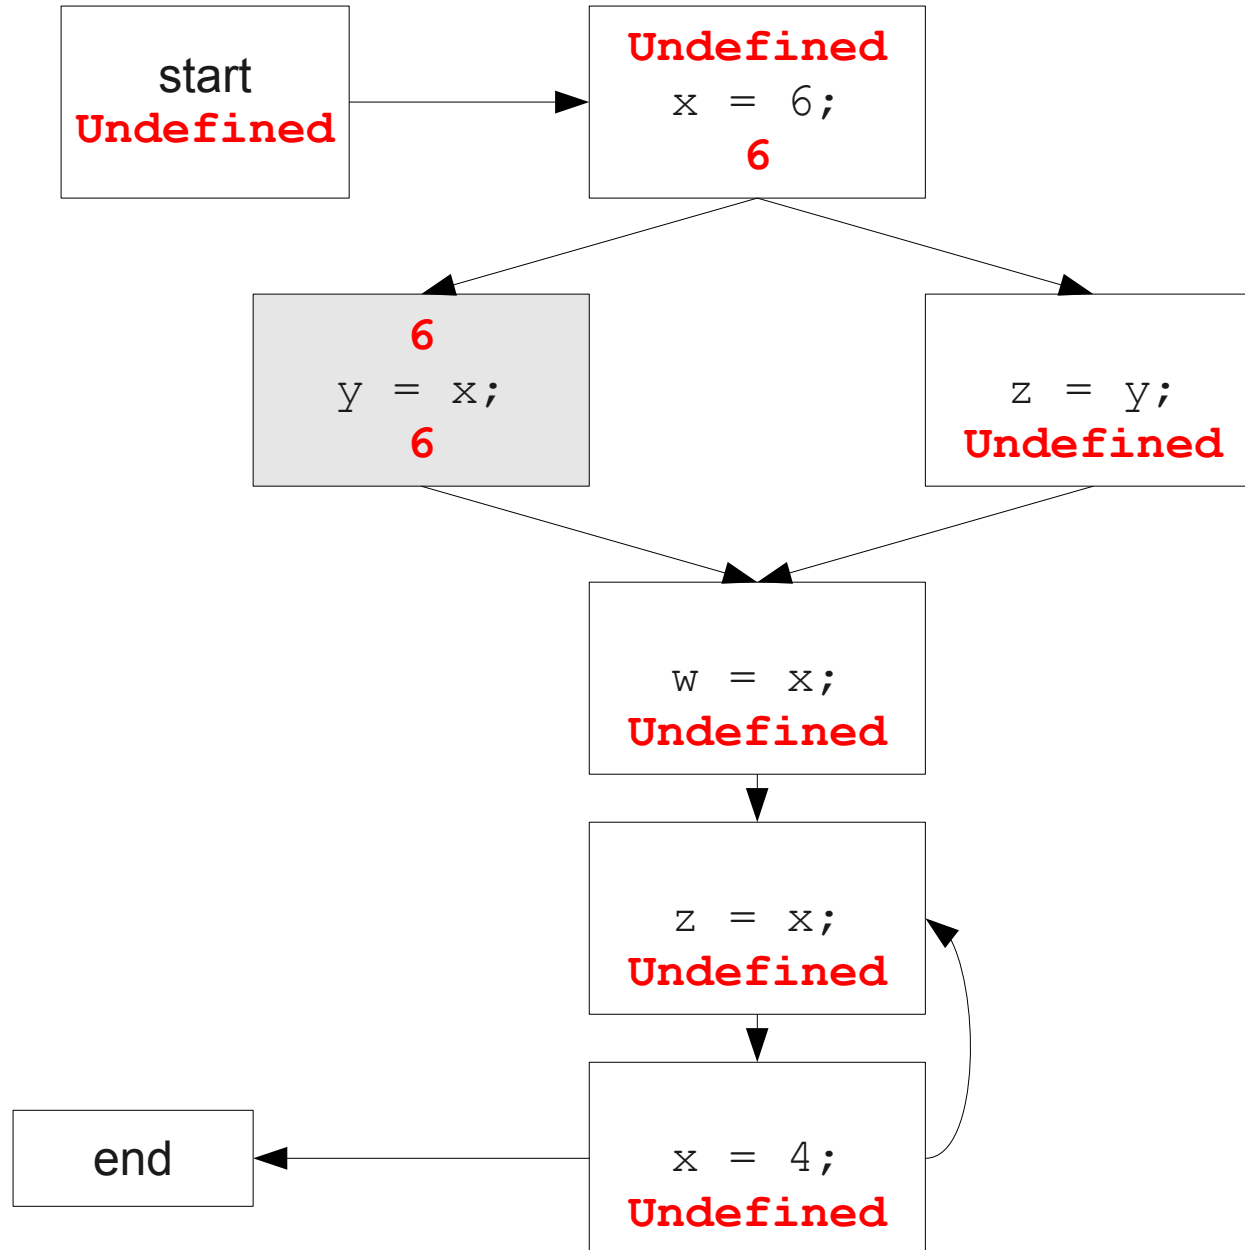 start
Undefined
Undefined
x = 6;
6
6
y = x;
6
z = y;
Undefined
w = x;
Undefined
z = x;
Undefined
x = 4;
Undefined
end